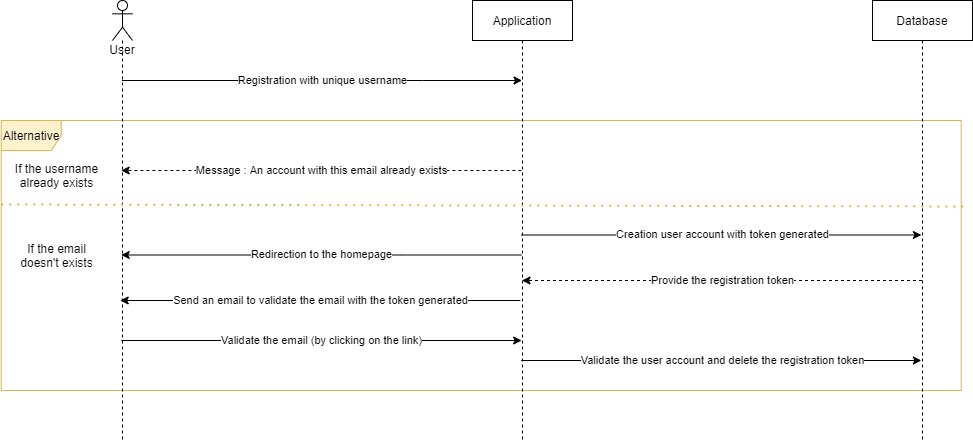 User
Application
Database
Registration with unique username
Alternative
If the username
already exists
Message : An account with this email already exists
If the email
doesn't exists
Creation user account with token generated
Redirection to the homepage
Provide the registration token
Send an email to validate the email with the token generated
Validate the email (by clicking on the link)
Validate the user account and delete the registration token